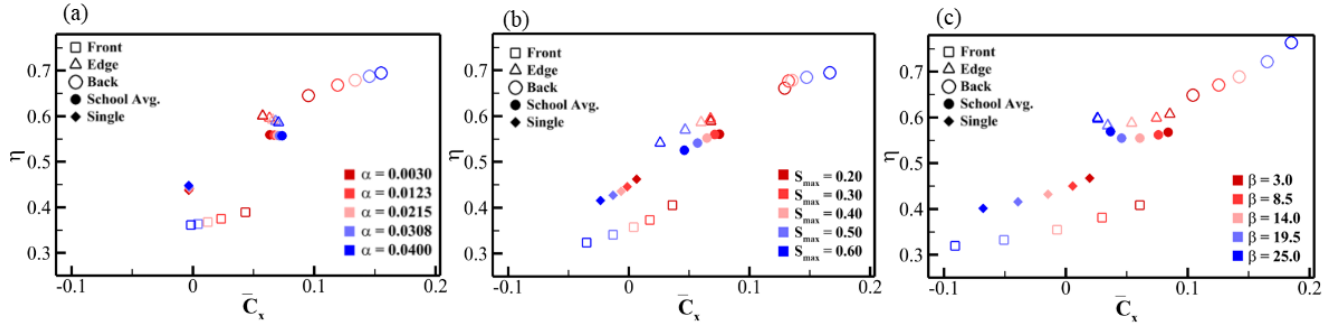 (a)
η
0.7
0.6
0.5
0.4
0.3
-0.1
0
0.1
0.2
C̅ₓ
Front
Edge
Back
School Avg.
Single
α = 0.0030
α = 0.0123
α = 0.0215
α = 0.0308
α = 0.0400
(b)
η
0.7
0.6
0.5
0.4
0.3
-0.1
0
0.1
0.2
C̅ₓ
Front
Edge
Back
School Avg.
Single
Sₘₐₓ = 0.20
Sₘₐₓ = 0.30
Sₘₐₓ = 0.40
Sₘₐₓ = 0.50
Sₘₐₓ = 0.60
(c)
η
0.7
0.6
0.5
0.4
0.3
-0.1
0
0.1
0.2
C̅ₓ
Front
Edge
Back
School Avg.
Single
β = 3.0
β = 8.5
β = 14.0
β = 19.5
β = 25.0